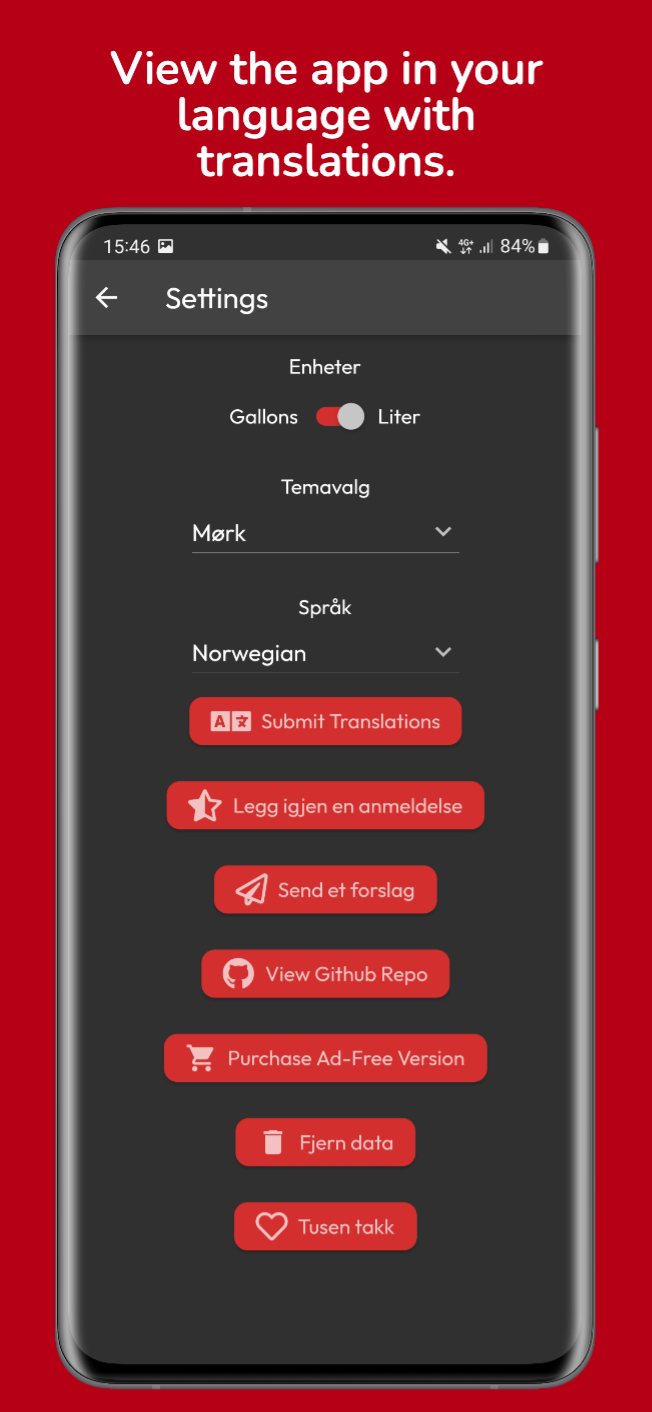 View the app in your
language with
translations.
15:46
4G+
84%
Settings
Enheter
Gallons Liter
Temavalg
Mørk
Språk
Norwegian
A Submit Translations
Legg igjen en anmeldelse
Send et forslag
View Github Repo
Purchase Ad-Free Version
Fjern data
Tusen takk